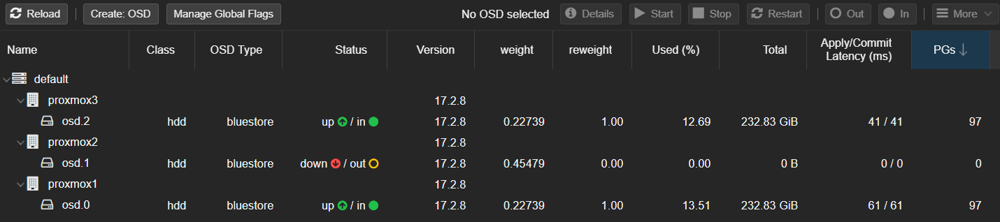 Reload Create: OSD Manage Global Flags No OSD selected Details Start Stop Restart Out In More
Name Class OSD Type Status Version weight reweight Used (%) Total Apply/Commit Latency (ms) PGs
default
proxmox3 17.2.8
osd.2 hdd bluestore up / in 17.2.8 0.22739 1.00 12.69 232.83 GiB 41 / 41 97
proxmox2 17.2.8
osd.1 hdd bluestore down / out 17.2.8 0.45479 0.00 0.00 0 B 0 / 0 0
proxmox1 17.2.8
osd.0 hdd bluestore up / in 17.2.8 0.22739 1.00 13.51 232.83 GiB 61 / 61 97